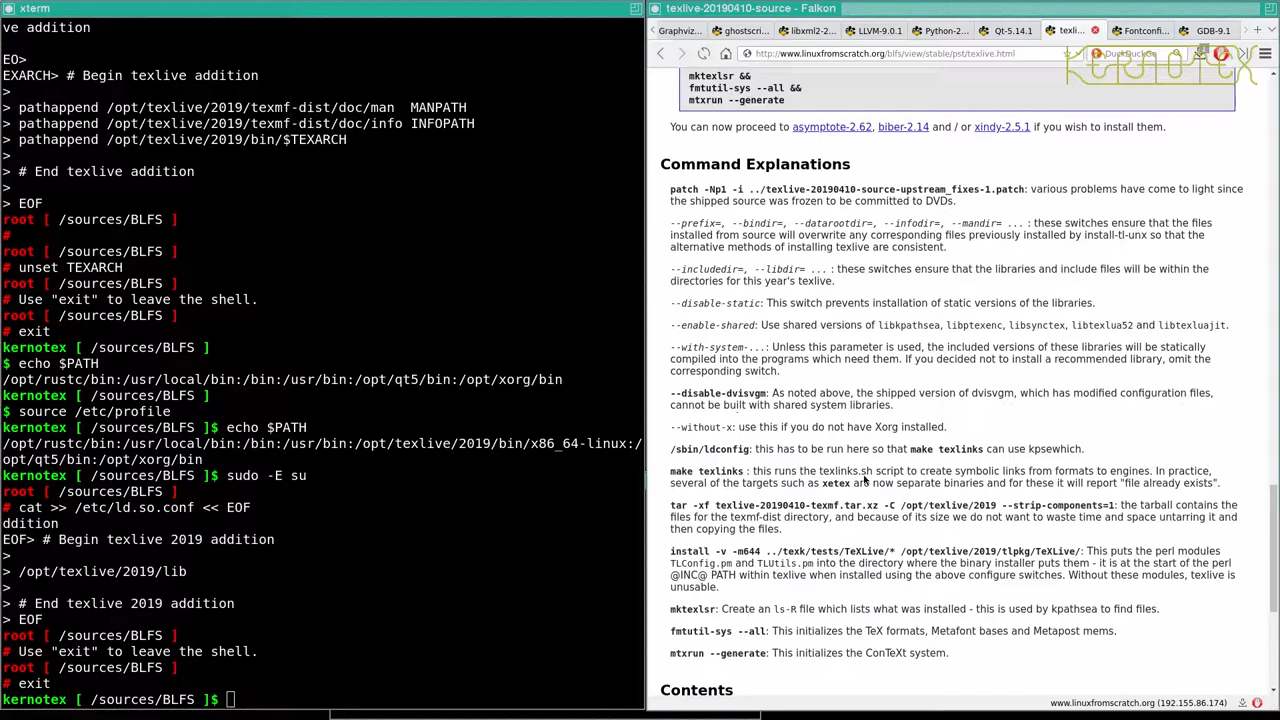 xterm
ve addition
EO>
EXARCH> # Begin texlive addition
>
> pathappend /opt/texlive/2019/texmf-dist/doc/man  MANPATH
> pathappend /opt/texlive/2019/texmf-dist/doc/info INFOPATH
> pathappend /opt/texlive/2019/bin/$TEXARCH
>
> # End texlive addition
>
> EOF
root [ /sources/BLFS ]
#
root [ /sources/BLFS ]
# unset TEXARCH
root [ /sources/BLFS ]
# Use "exit" to leave the shell.
root [ /sources/BLFS ]
# exit
kernotex [ /sources/BLFS ]
$ echo $PATH
/opt/rustc/bin:/usr/local/bin:/bin:/usr/bin:/opt/qt5/bin:/opt/xorg/bin
kernotex [ /sources/BLFS ]
$ source /etc/profile
kernotex [ /sources/BLFS ]$ echo $PATH
/opt/rustc/bin:/usr/local/bin:/bin:/usr/bin:/opt/texlive/2019/bin/x86_64-linux:/
opt/qt5/bin:/opt/xorg/bin
kernotex [ /sources/BLFS ]$ sudo -E su
root [ /sources/BLFS ]
# cat >> /etc/ld.so.conf << EOF
ddition
EOF> # Begin texlive 2019 addition
>
> /opt/texlive/2019/lib
>
> # End texlive 2019 addition
> EOF
root [ /sources/BLFS ]
# Use "exit" to leave the shell.
root [ /sources/BLFS ]
# exit
kernotex [ /sources/BLFS ]$
texlive-20190410-source - Falkon
Graphviz... ghostscri... libxml2-2... LLVM-9.0.1 Python-2... Qt-5.14.1 texli... Fontconfi... GDB-9.1
http://www.linuxfromscratch.org/blfs/view/stable/pst/texlive.html
KERNOTEX
mktexlsr &&
fmtutil-sys --all &&
mtxrun --generate
You can now proceed to asymptote-2.62, biber-2.14 and / or xindy-2.5.1 if you wish to install them.
Command Explanations
patch -Np1 -i ../texlive-20190410-source-upstream_fixes-1.patch: various problems have come to light since
the shipped source was frozen to be committed to DVDs.
--prefix=, --bindir=, --datarootdir=, --infodir=, --mandir= ... : these switches ensure that the files
installed from source will overwrite any corresponding files previously installed by install-tl-unx so that the
alternative methods of installing texlive are consistent.
--includedir=, --libdir= ... : these switches ensure that the libraries and include files will be within the
directories for this year's texlive.
--disable-static: This switch prevents installation of static versions of the libraries.
--enable-shared: Use shared versions of libkpathsea, libptexenc, libsynctex, libtexlua52 and libtexluajit.
--with-system-...: Unless this parameter is used, the included versions of these libraries will be statically
compiled into the programs which need them. If you decided not to install a recommended library, omit the
corresponding switch.
--disable-dvisvgm: As noted above, the shipped version of dvisvgm, which has modified configuration files,
cannot be built with shared system libraries.
--without-x: use this if you do not have Xorg installed.
/sbin/ldconfig: this has to be run here so that make texlinks can use kpsewhich.
make texlinks : this runs the texlinks.sh script to create symbolic links from formats to engines. In practice,
several of the targets such as xetex are now separate binaries and for these it will report "file already exists".
tar -xf texlive-20190410-texmf.tar.xz -C /opt/texlive/2019 --strip-components=1: the tarball contains the
files for the texmf-dist directory, and because of its size we do not want to waste time and space untarring it and
then copying the files.
install -v -m644 ../texk/tests/TeXLive/* /opt/texlive/2019/tlpkg/TeXLive/: This puts the perl modules
TLConfig.pm and TLUtils.pm into the directory where the binary installer puts them - it is at the start of the perl
@INC@ PATH within texlive when installed using the above configure switches. Without these modules, texlive is
unusable.
mktexlsr: Create an ls-R file which lists what was installed - this is used by kpathsea to find files.
fmtutil-sys --all: This initializes the TeX formats, Metafont bases and Metapost mems.
mtxrun --generate: This initializes the ConTeXt system.
Contents
www.linuxfromscratch.org (192.155.86.174)